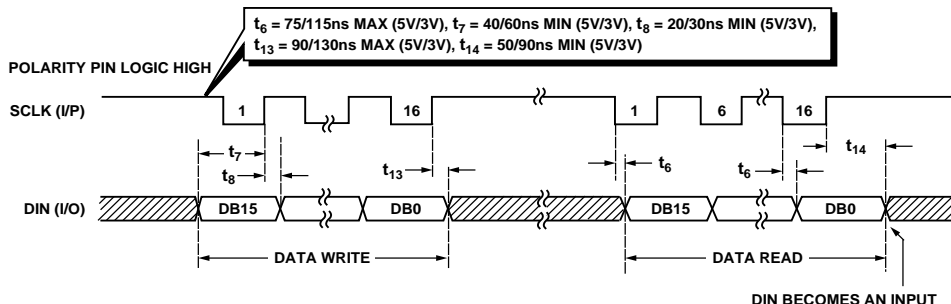 t6 = 75/115ns MAX (5V/3V), t7 = 40/60ns MIN (5V/3V), t8 = 20/30ns MIN (5V/3V),
t13 = 90/130ns MAX (5V/3V), t14 = 50/90ns MIN (5V/3V)
POLARITY PIN LOGIC HIGH
SCLK (I/P)
1
16
1
6
16
t7
t8
t13
t6
t6
t14
DIN (I/O)
DB15
DB0
DB15
DB0
DATA WRITE
DATA READ
DIN BECOMES AN INPUT